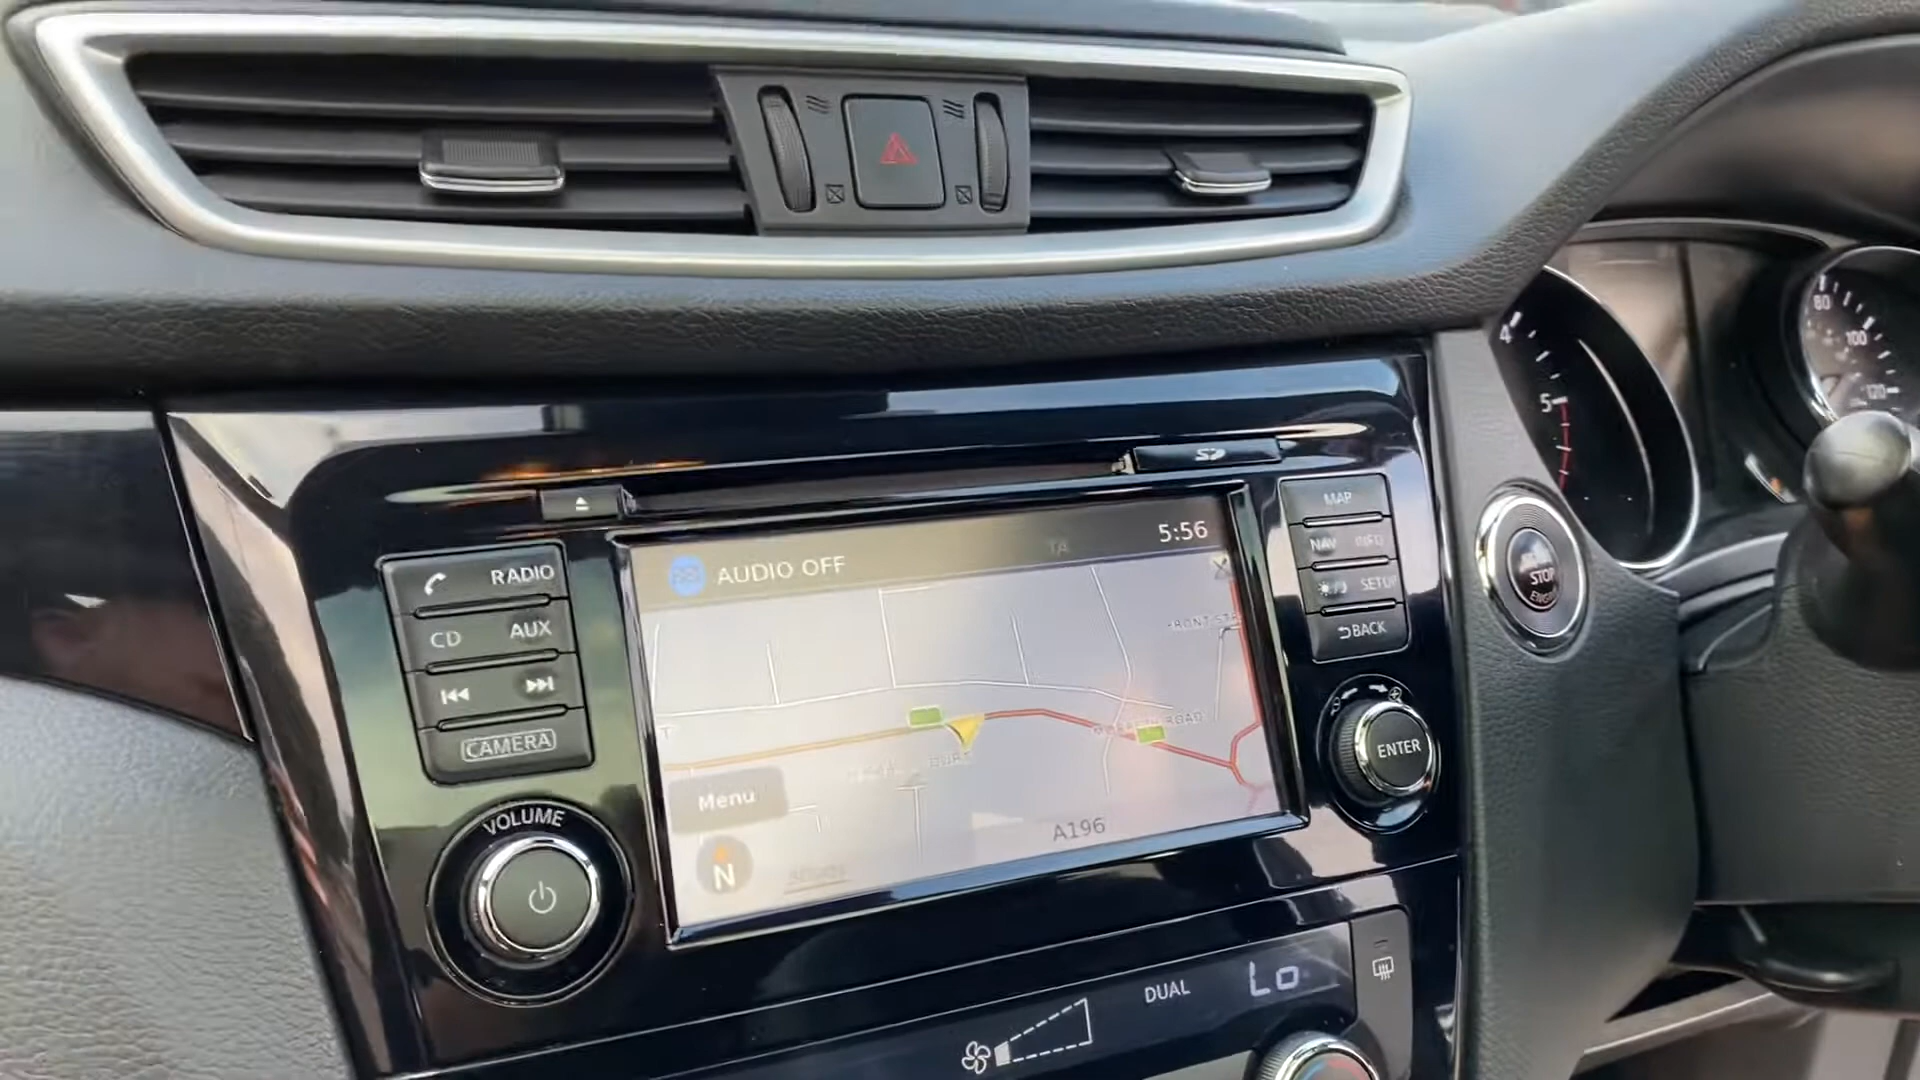 80
100
120
4
5
SD
MAP
5:56
TA
NAV INFO
AUDIO OFF
RADIO
STOP
SETUP
CD AUX
BACK
ROAD
ENTER
CAMERA
Menu
VOLUME
A196
N
DUAL Lo